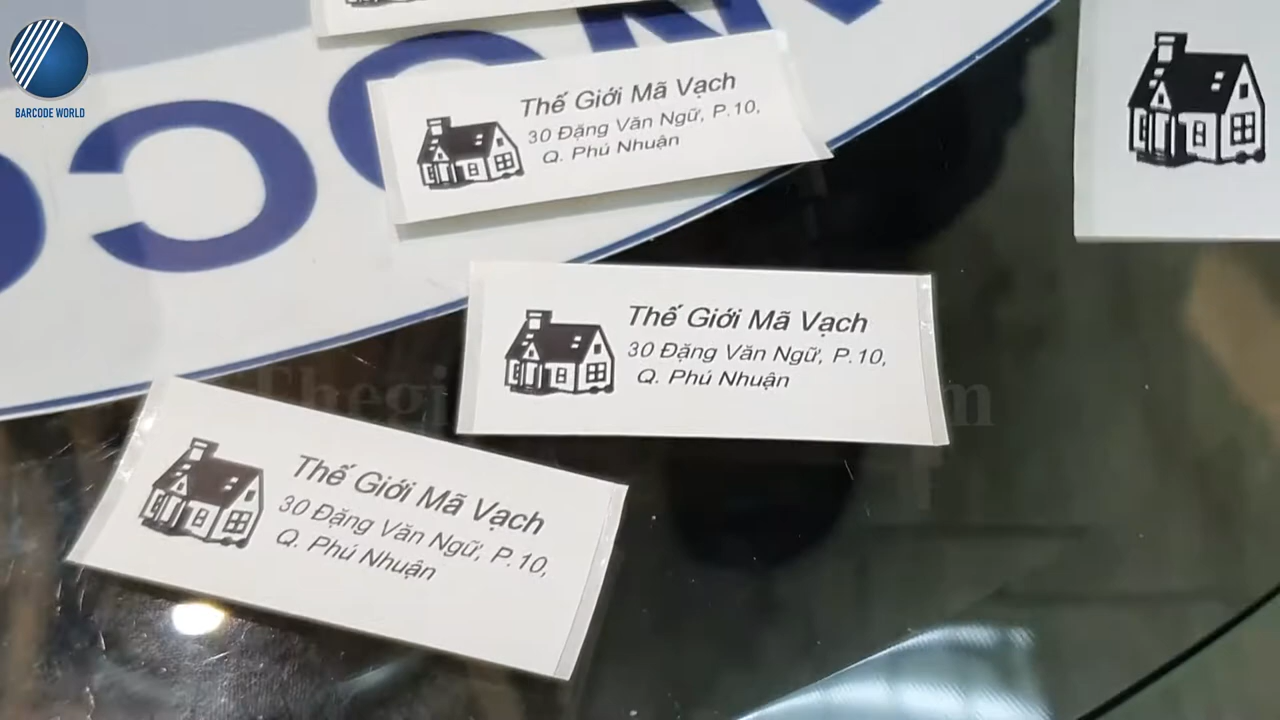 BARCODE WORLD
Thế Giới Mã Vạch
30 Đặng Văn Ngữ, P.10,
Q. Phú Nhuận
Thế Giới Mã Vạch
30 Đặng Văn Ngữ, P.10,
Q. Phú Nhuận
Thế Giới Mã Vạch
30 Đặng Văn Ngữ, P.10,
Q. Phú Nhuận